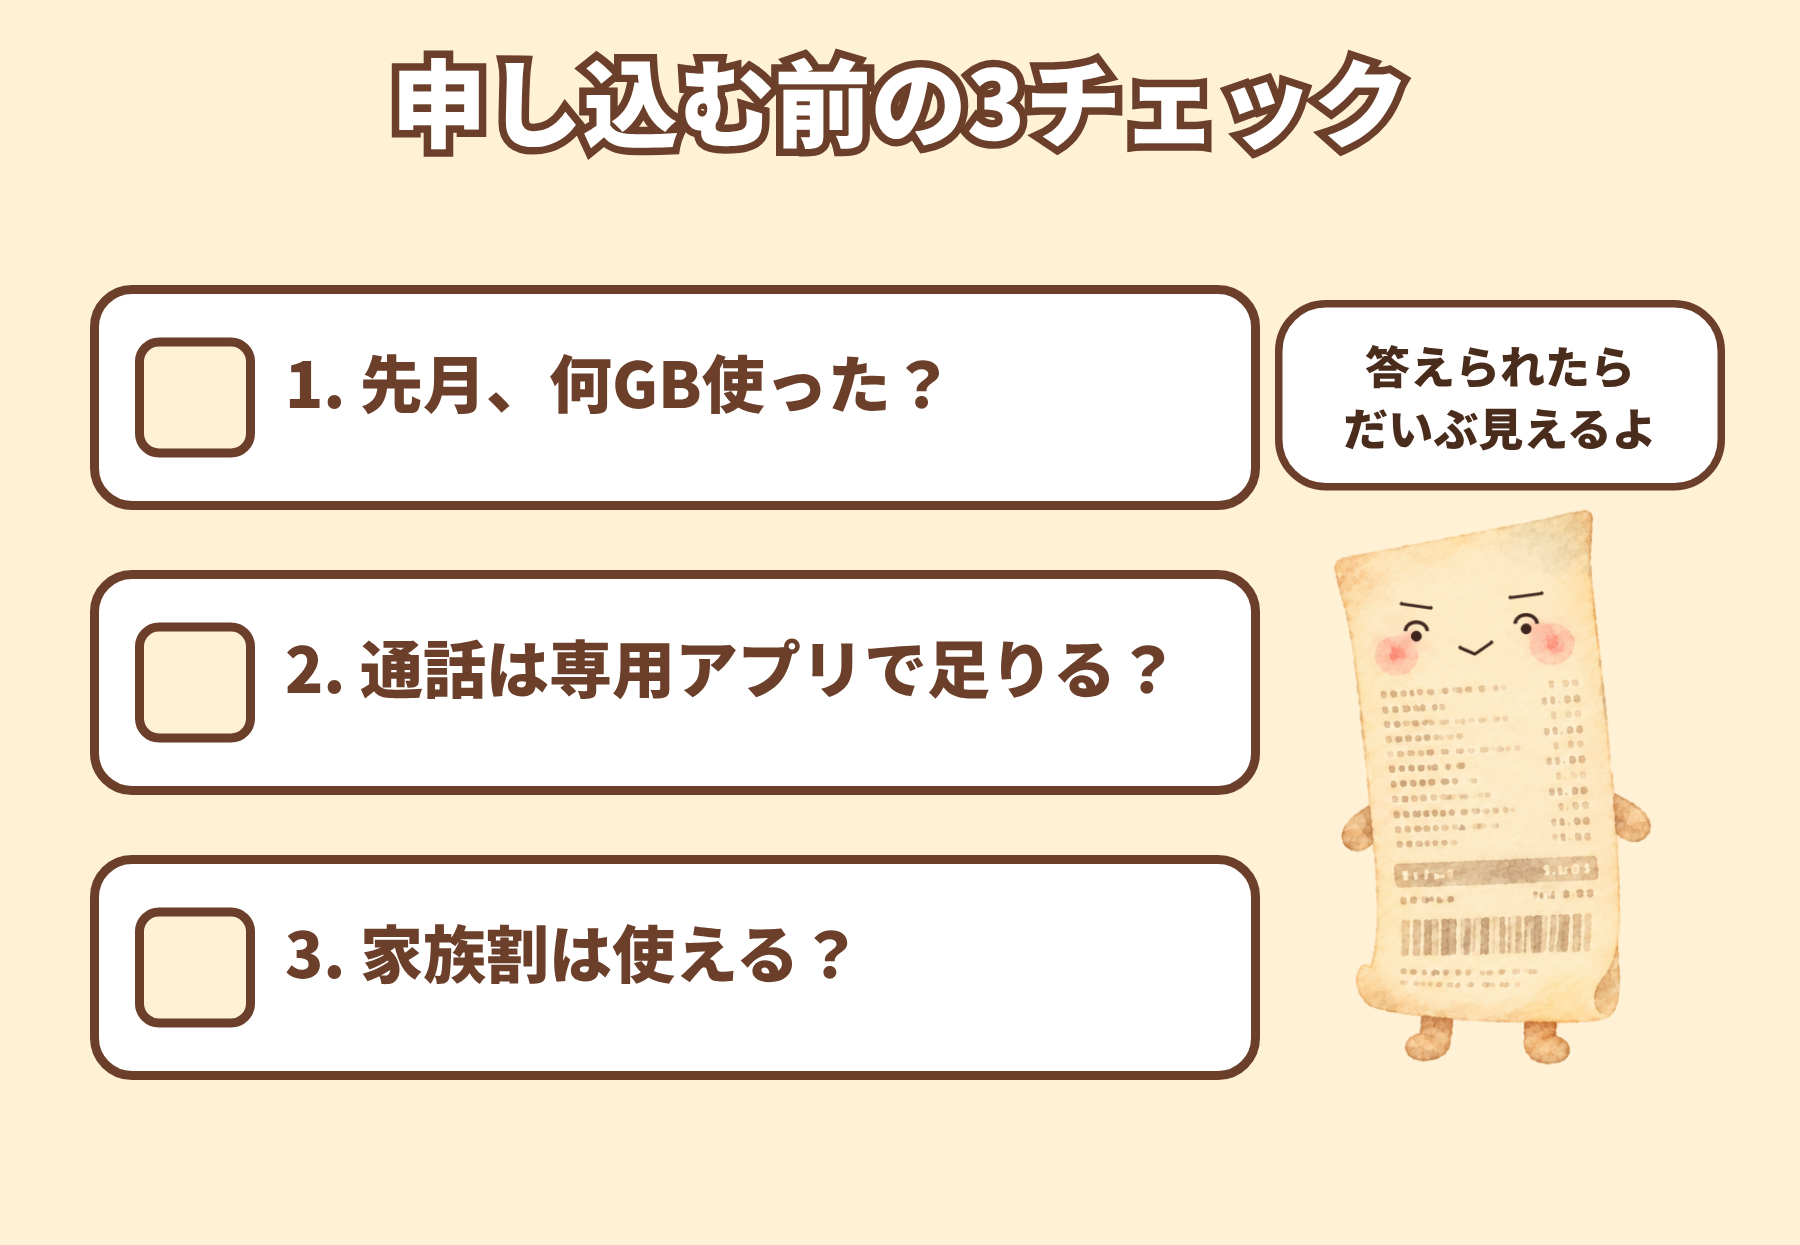 申し込む前の3チェック
1. 先月、何GB使った？
答えられたら
だいぶ見えるよ
2. 通話は専用アプリで足りる？
3. 家族割は使える？